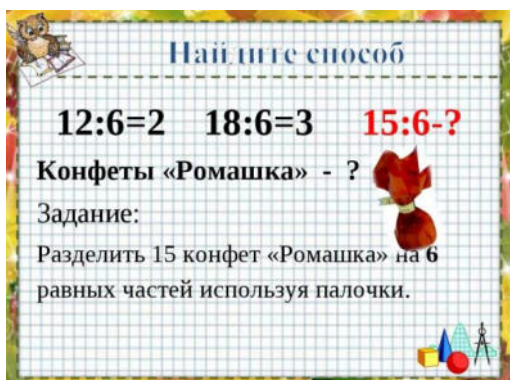 Найдите способ
12:6=2 18:6=3 15:6-?
Конфеты «Ромашка» - ?
Задание:
Разделить 15 конфет «Ромашка» на 6
равных частей используя палочки.